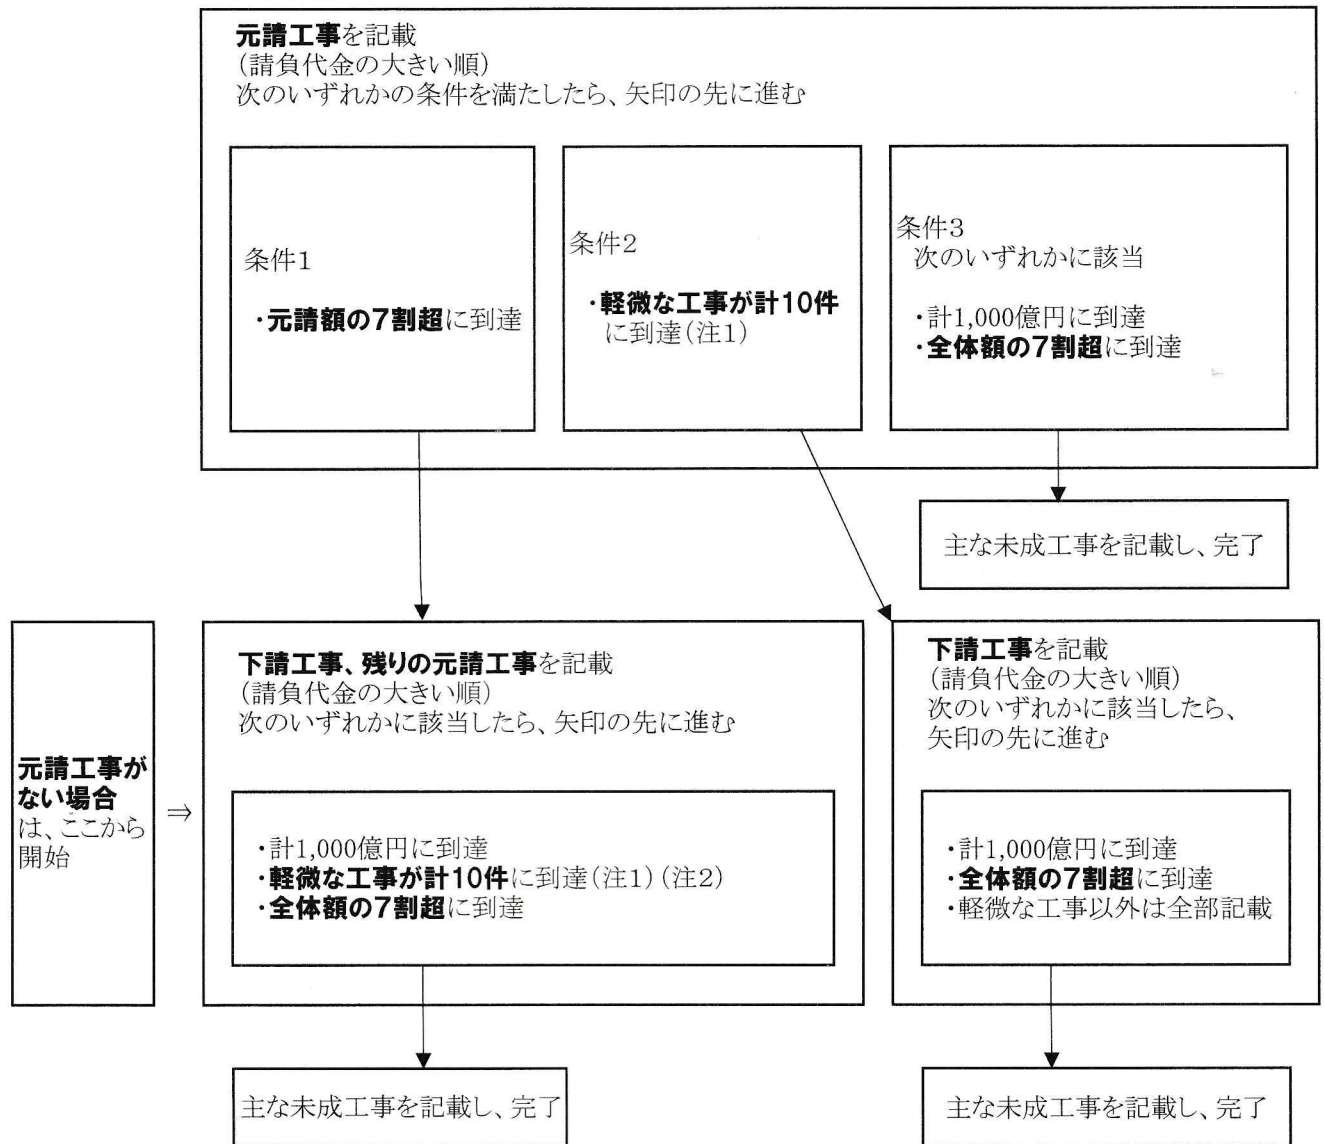 元請工事を記載
(請負代金の大きい順)
次のいずれかの条件を満たしたら、矢印の先に進む
条件1
・元請額の7割超に到達
条件2
・軽微な工事が計10件
に到達(注1)
条件3
次のいずれかに該当
・計1,000億円に到達
・全体額の7割超に到達
主な未成工事を記載し、完了
元請工事が
ない場合
は、ここから
開始
⇒
下請工事、残りの元請工事を記載
(請負代金の大きい順)
次のいずれかに該当したら、矢印の先に進む
・計1,000億円に到達
・軽微な工事が計10件に到達(注1)(注2)
・全体額の7割超に到達
下請工事を記載
(請負代金の大きい順)
次のいずれかに該当したら、
矢印の先に進む
・計1,000億円に到達
・全体額の7割超に到達
・軽微な工事以外は全部記載
主な未成工事を記載し、完了
主な未成工事を記載し、完了